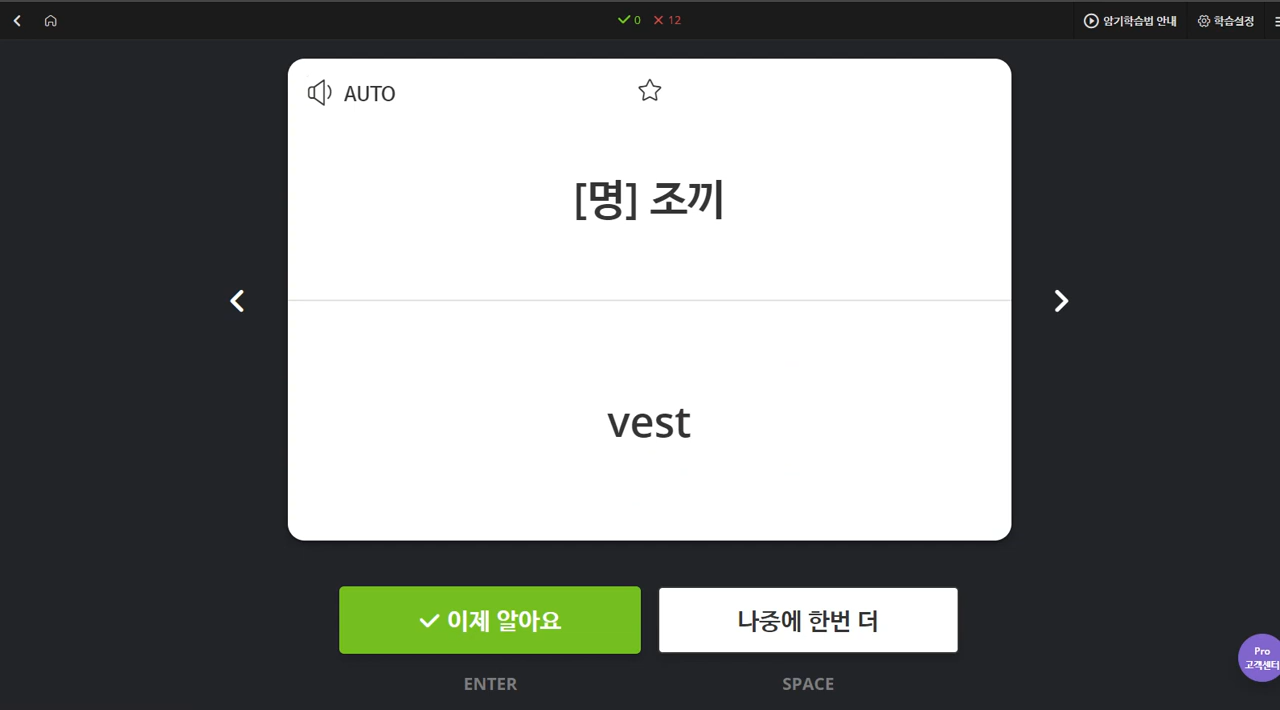 0 12 암기학습법 안내 학습설정
AUTO
[명] 조끼
vest
이제 알아요 나중에 한번 더
ENTER SPACE
Pro
고객센터